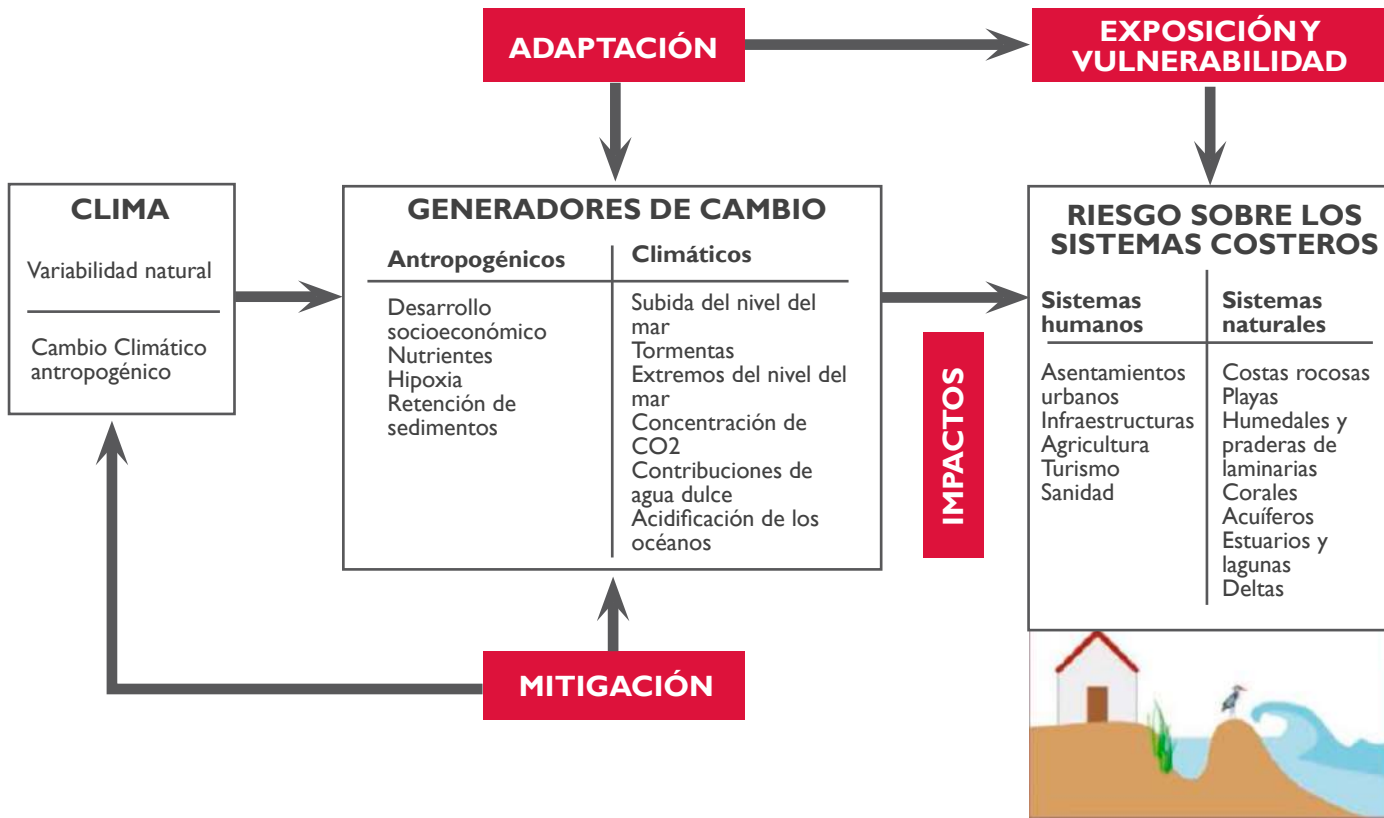 ADAPTACIÓN
EXPOSICIÓN Y
VULNERABILIDAD
CLIMA
Variabilidad natural
Cambio Climático
antropogénico
GENERADORES DE CAMBIO
Antropogénicos
Desarrollo
socioeconómico
Nutrientes
Hipoxia
Retención de
sedimentos
Climáticos
Subida del nivel del
mar
Tormentas
Extremos del nivel del
mar
Concentración de
CO2
Contribuciones de
agua dulce
Acidificación de los
océanos
IMPACTOS
RIESGO SOBRE LOS
SISTEMAS COSTEROS
Sistemas
humanos
Asentamientos
urbanos
Infraestructuras
Agricultura
Turismo
Sanidad
Sistemas
naturales
Costas rocosas
Playas
Humedales y
praderas de
laminarias
Corales
Acuíferos
Estuarios y
lagunas
Deltas
MITIGACIÓN